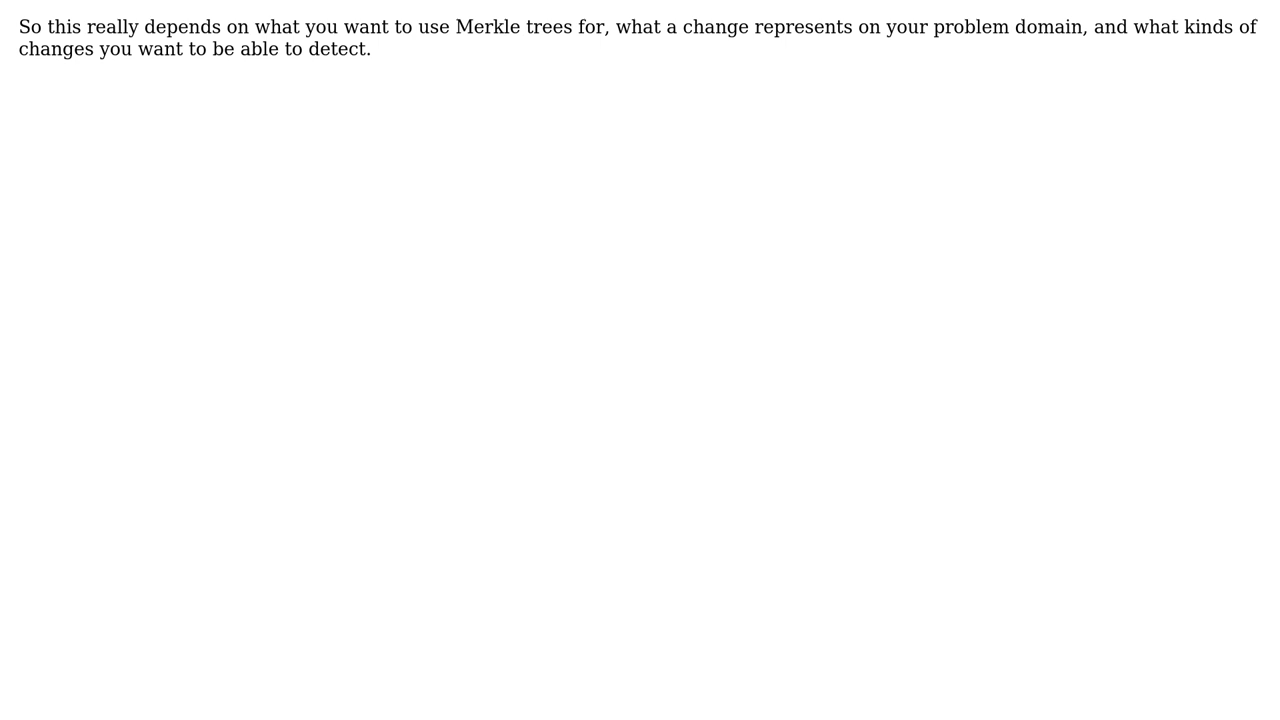 So this really depends on what you want to use Merkle trees for, what a change represents on your problem domain, and what kinds of
changes you want to be able to detect.